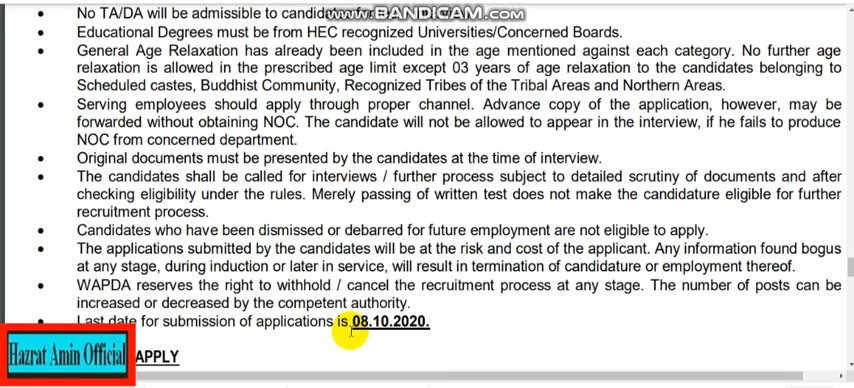 No TA/DA will be admissible to
www.BANDICAM.com
• Educational Degrees must be from HEC recognized Universities/Concerned Boards.
• General Age Relaxation has already been included in the age mentioned against each category. No further age
relaxation is allowed in the prescribed age limit except 03 years of age relaxation to the candidates belonging to
Scheduled castes, Buddhist Community, Recognized Tribes of the Tribal Areas and Northern Areas.
• Serving employees should apply through proper channel. Advance copy of the application, however, may be
forwarded without obtaining NOC. The candidate will not be allowed to appear in the interview, if he fails to produce
NOC from concerned department.
• Original documents must be presented by the candidates at the time of interview.
• The candidates shall be called for interviews / further process subject to detailed scrutiny of documents and after
checking eligibility under the rules. Merely passing of written test does not make the candidature eligible for further
recruitment process.
• Candidates who have been dismissed or debarred for future employment are not eligible to apply.
• The applications submitted by the candidates will be at the risk and cost of the applicant. Any information found bogus
at any stage, during induction or later in service, will result in termination of candidature or employment thereof.
• WAPDA reserves the right to withhold / cancel the recruitment process at any stage. The number of posts can be
increased or decreased by the competent authority.
• Last date for submission of applications is 08.10.2020.
Hazrat Amin Official
APPLY